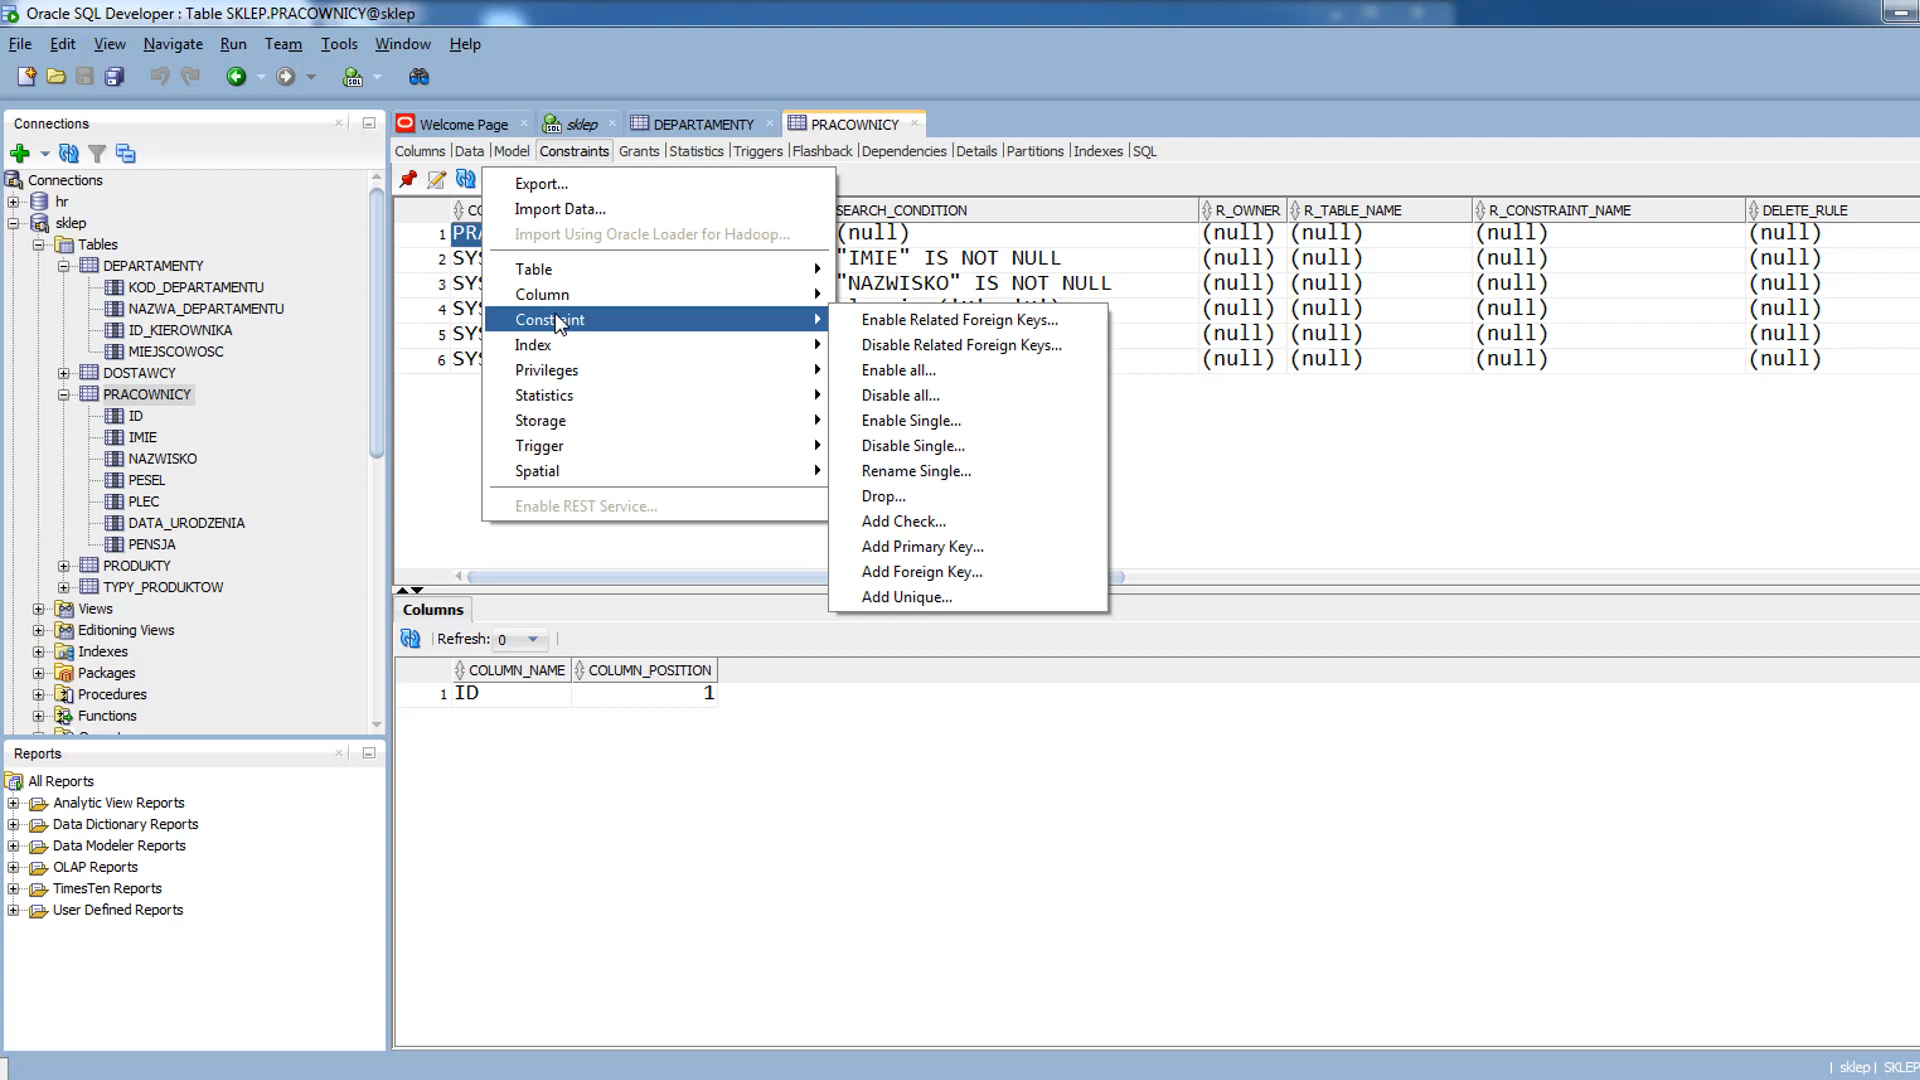 Oracle SQL Developer : Table SKLEP.PRACOWNICY@sklep
File Edit View Navigate Run Team Tools Window Help
Connections
Connections
hr
sklep
Tables
DEPARTAMENTY
KOD_DEPARTAMENTU
NAZWA_DEPARTAMENTU
ID_KIEROWNIKA
MIEJSCOWOSC
DOSTAWCY
PRACOWNICY
ID
IMIE
NAZWISKO
PESEL
PLEC
DATA_URODZENIA
PENSJA
PRODUKTY
TYPY_PRODUKTOW
Views
Editioning Views
Indexes
Packages
Procedures
Functions
Reports
All Reports
Analytic View Reports
Data Dictionary Reports
Data Modeler Reports
OLAP Reports
TimesTen Reports
User Defined Reports
Welcome Page sklep DEPARTAMENTY PRACOWNICY
Columns Data Model Constraints Grants Statistics Triggers Flashback Dependencies Details Partitions Indexes SQL
Export...
Import Data...
Import Using Oracle Loader for Hadoop...
Table
Column
Constraint
Index
Privileges
Statistics
Storage
Trigger
Spatial
Enable REST Service...
Enable Related Foreign Keys...
Disable Related Foreign Keys...
Enable all...
Disable all...
Enable Single...
Disable Single...
Rename Single...
Drop...
Add Check...
Add Primary Key...
Add Foreign Key...
Add Unique...
CO SEARCH_CONDITION R_OWNER R_TABLE_NAME R_CONSTRAINT_NAME DELETE_RULE
1 PRA (null) (null) (null) (null) (null)
2 SYS "IMIE" IS NOT NULL (null) (null) (null) (null)
3 SYS "NAZWISKO" IS NOT NULL (null) (null) (null) (null)
4 SYS (null) (null) (null) (null)
5 SYS (null) (null) (null) (null)
6 SYS (null) (null) (null) (null)
Columns
Refresh: 0
COLUMN_NAME COLUMN_POSITION
1 ID 1
sklep | SKLEP